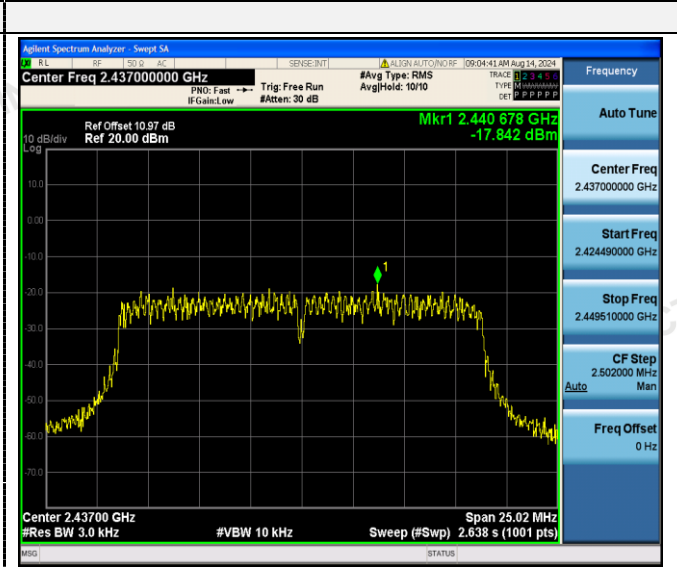 Agilent Spectrum Analyzer - Swept SA
RL RF 50 Ω AC SENSE:INT ALIGN AUTO/NO RF 09:04:41 AM Aug 14, 2024
Center Freq 2.437000000 GHz
PNO: Fast
IFGain:Low
Trig: Free Run
#Atten: 30 dB
#Avg Type: RMS
Avg|Hold: 10/10
TRACE 1 2 3 4 5 6
TYPE M
DET P P P P P P
Ref Offset 10.97 dB
10 dB/div Ref 20.00 dBm
Log
Mkr1 2.440 678 GHz
-17.842 dBm
10.0
0.00
-10.0
1
-20.0
-30.0
-40.0
-50.0
-60.0
-70.0
Center 2.43700 GHz Span 25.02 MHz
#Res BW 3.0 kHz #VBW 10 kHz Sweep (#Swp) 2.638 s (1001 pts)
MSG STATUS
Frequency
Auto Tune
Center Freq
2.437000000 GHz
Start Freq
2.424490000 GHz
Stop Freq
2.449510000 GHz
CF Step
2.502000 MHz
Auto Man
Freq Offset
0 Hz